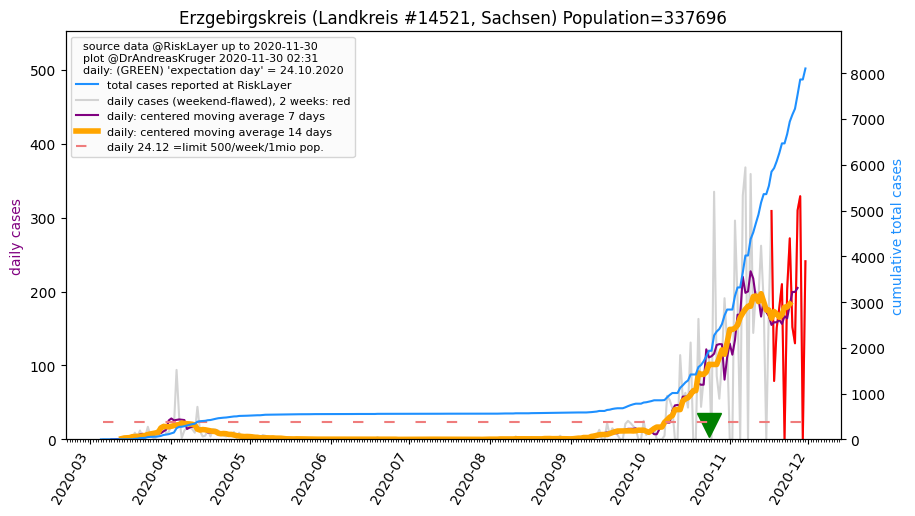 Erzgebirgskreis (Landkreis #14521, Sachsen) Population=337696
source data @RiskLayer up to 2020-11-30
plot @DrAndreasKruger 2020-11-30 02:31
daily: (GREEN) 'expectation day' = 24.10.2020
total cases reported at RiskLayer
daily cases (weekend-flawed), 2 weeks: red
daily: centered moving average 7 days
daily: centered moving average 14 days
daily 24.12 =limit 500/week/1mio pop.
daily cases
500
400
300
200
100
0
cumulative total cases
8000
7000
6000
5000
4000
3000
2000
1000
0
2020-03
2020-04
2020-05
2020-06
2020-07
2020-08
2020-09
2020-10
2020-11
2020-12